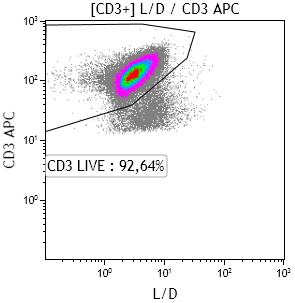 [CD3+] L/D / CD3 APC
10³
10²
10¹
10⁰
CD3 APC
CD3 LIVE : 92,64%
10⁰ 10¹ 10² 10³
L/D